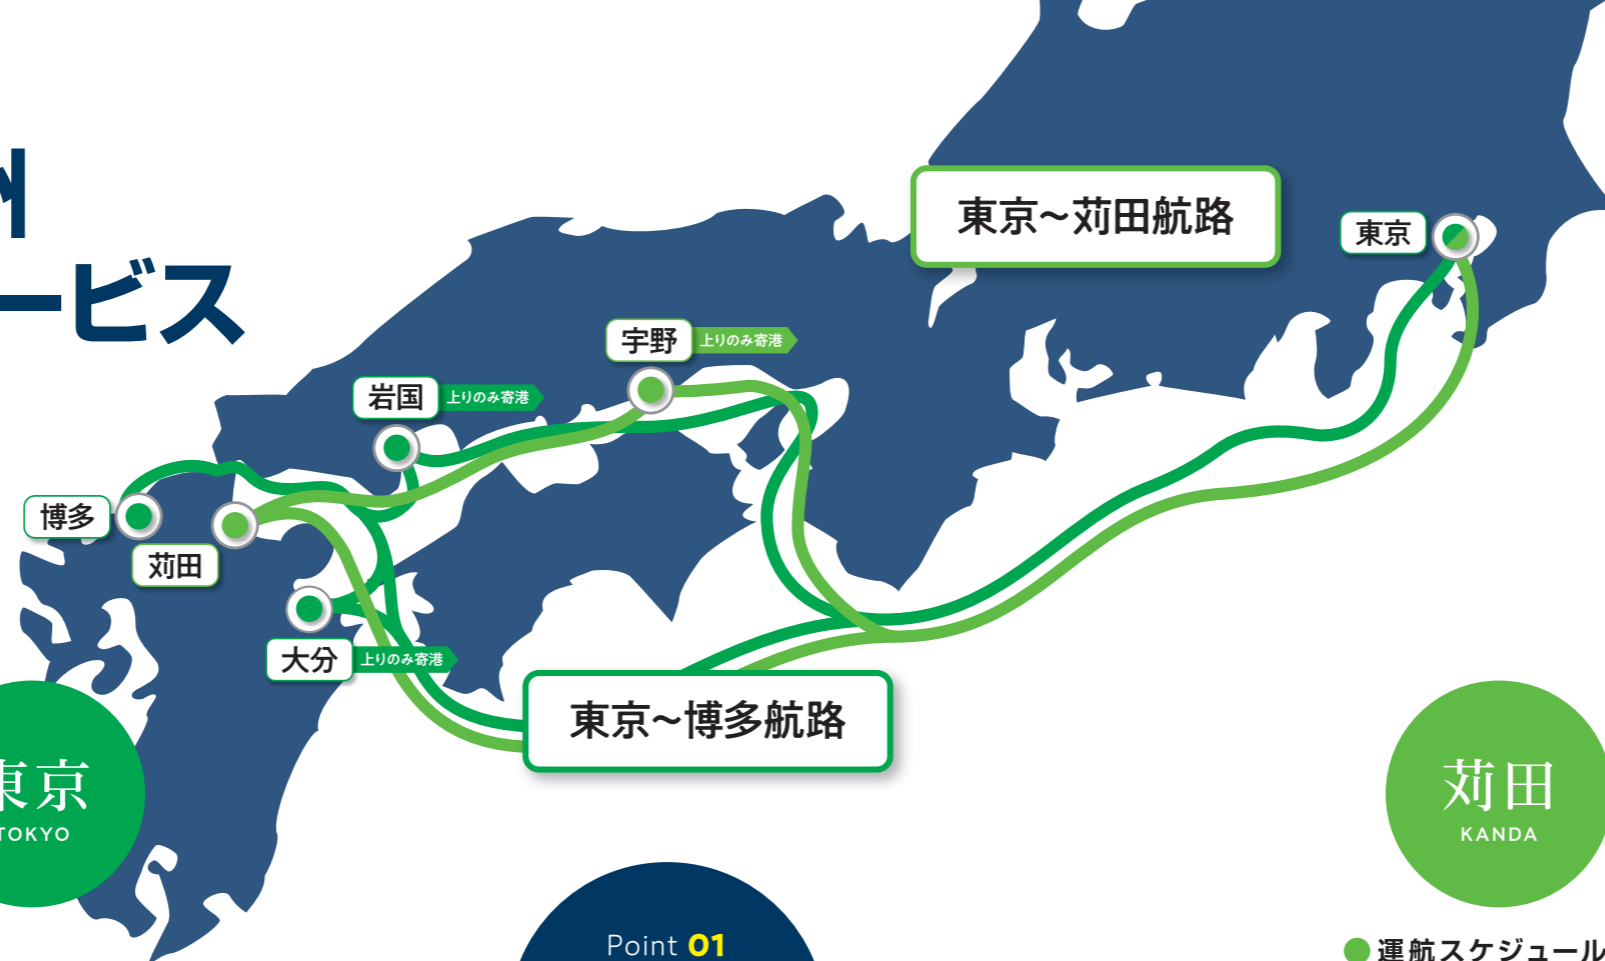 州
ービス
東京～苅田航路
東京
宇野 上りのみ寄港
岩国 上りのみ寄港
博多
苅田
大分 上りのみ寄港
東京～博多航路
東京
TOKYO
苅田
KANDA
Point 01
運航スケジュール